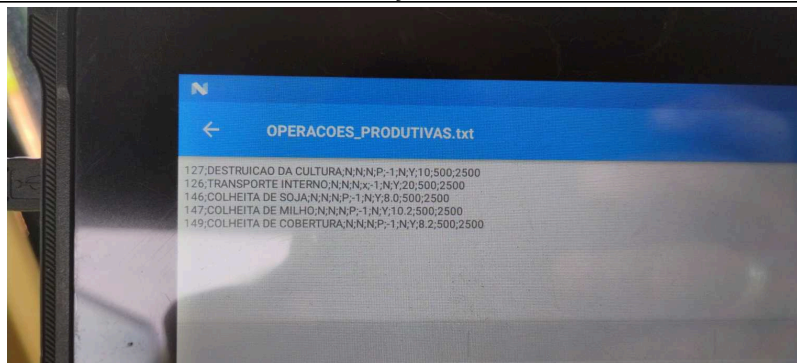 OPERACOES_PRODUTIVAS.txt
127;DESTRUICAO DA CULTURA;N;N;N;P;-1;N;Y;10;500;2500
126;TRANSPORTE INTERNO;N;N;N;x;-1;N;Y;20;500;2500
146;COLHEITA DE SOJA;N;N;N;P;-1;N;Y;8.0;500;2500
147;COLHEITA DE MILHO;N;N;N;P;-1;N;Y;10.2;500;2500
149;COLHEITA DE COBERTURA;N;N;N;P;-1;N;Y;8.2;500;2500